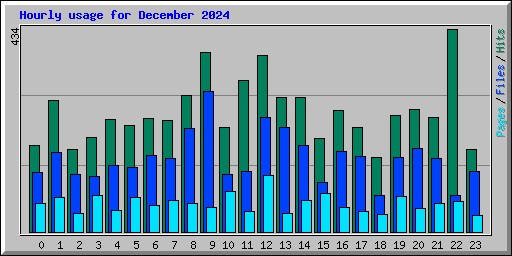 Hourly usage for December 2024
434
Pages/Files/Hits
0 1 2 3 4 5 6 7 8 9 10 11 12 13 14 15 16 17 18 19 20 21 22 23